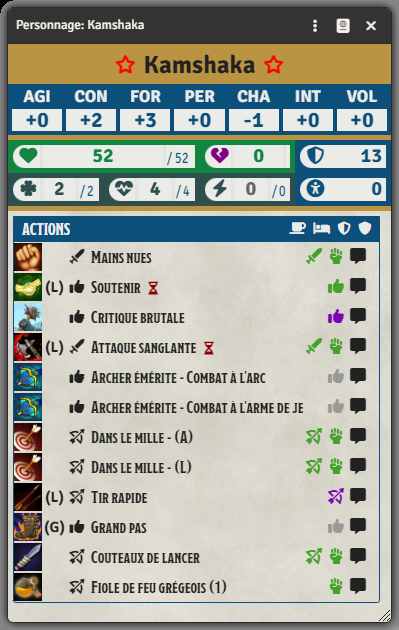 Personnage: Kamshaka
Kamshaka
AGI CON FOR PER CHA INT VOL
+0 +2 +3 +0 -1 +0 +0
52 / 52 0 13
2 / 2 4 / 4 0 / 0 0
ACTIONS
Mains nues
(L) Soutenir
Critique brutale
(L) Attaque sanglante
Archer émérite - Combat à l'arc
Archer émérite - Combat à l'arme de je
Dans le mille - (A)
Dans le mille - (L)
(L) Tir rapide
(G) Grand pas
Couteaux de lancer
Fiole de feu grégeois (1)